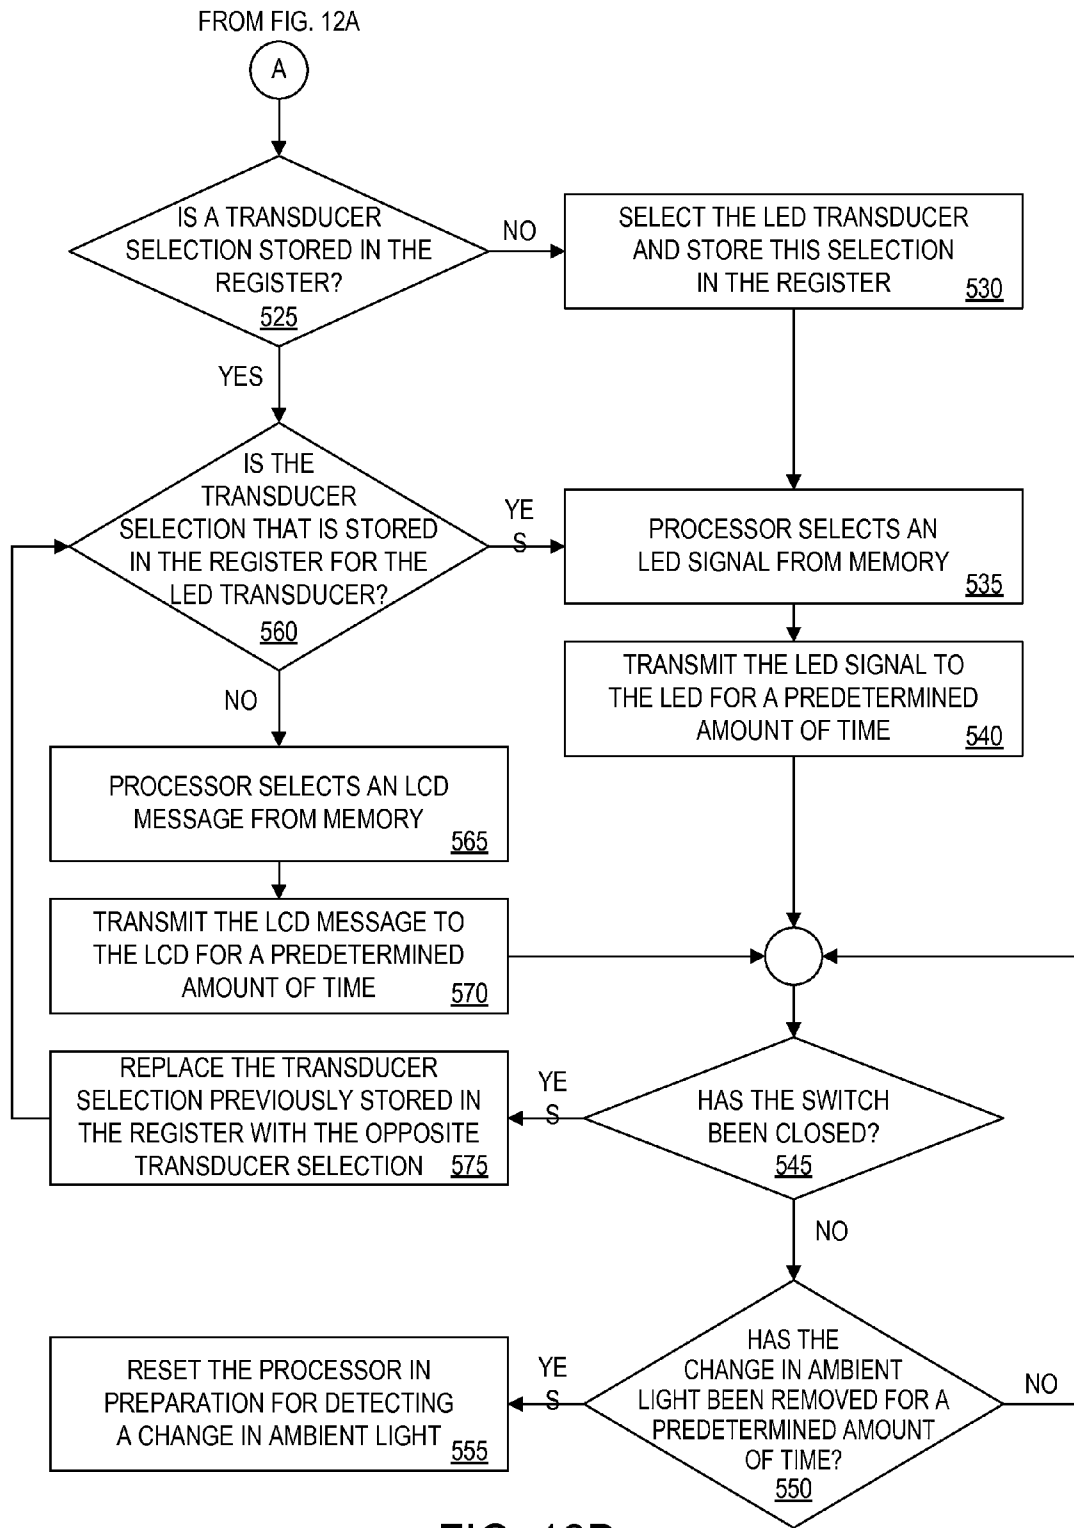 FROM FIG. 12A
A
IS A TRANSDUCER
SELECTION STORED IN THE
REGISTER?
525
NO
SELECT THE LED TRANSDUCER
AND STORE THIS SELECTION
IN THE REGISTER
530
YES
IS THE
TRANSDUCER
SELECTION THAT IS STORED
IN THE REGISTER FOR THE
LED TRANSDUCER?
560
YE
S
PROCESSOR SELECTS AN
LED SIGNAL FROM MEMORY
535
TRANSMIT THE LED SIGNAL TO
THE LED FOR A PREDETERMINED
AMOUNT OF TIME
540
NO
PROCESSOR SELECTS AN LCD
MESSAGE FROM MEMORY
565
TRANSMIT THE LCD MESSAGE TO
THE LCD FOR A PREDETERMINED
AMOUNT OF TIME
570
REPLACE THE TRANSDUCER
SELECTION PREVIOUSLY STORED IN
THE REGISTER WITH THE OPPOSITE
TRANSDUCER SELECTION
575
YE
S
HAS THE SWITCH
BEEN CLOSED?
545
NO
RESET THE PROCESSOR IN
PREPARATION FOR DETECTING
A CHANGE IN AMBIENT LIGHT
555
YE
S
HAS THE
CHANGE IN AMBIENT
LIGHT BEEN REMOVED FOR A
PREDETERMINED AMOUNT
OF TIME?
550
NO